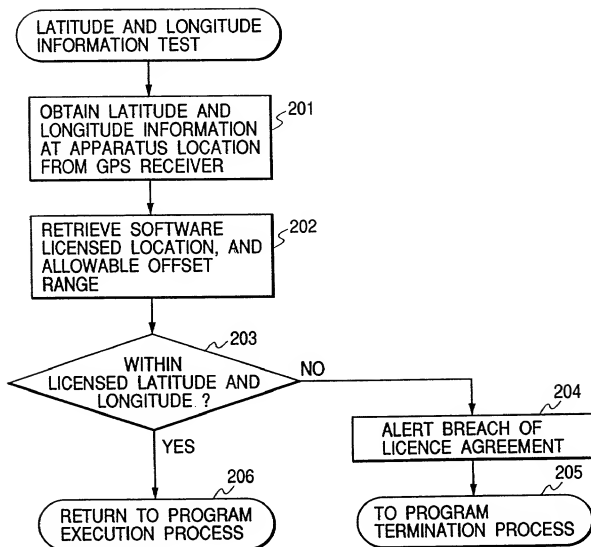 LATITUDE AND LONGITUDE
INFORMATION TEST
OBTAIN LATITUDE AND
LONGITUDE INFORMATION
AT APPARATUS LOCATION
FROM GPS RECEIVER
201
RETRIEVE SOFTWARE
LICENSED LOCATION, AND
ALLOWABLE OFFSET
RANGE
202
203
WITHIN
LICENSED LATITUDE AND
LONGITUDE ?
NO
YES
204
ALERT BREACH OF
LICENCE AGREEMENT
205
TO PROGRAM
TERMINATION PROCESS
206
RETURN TO PROGRAM
EXECUTION PROCESS